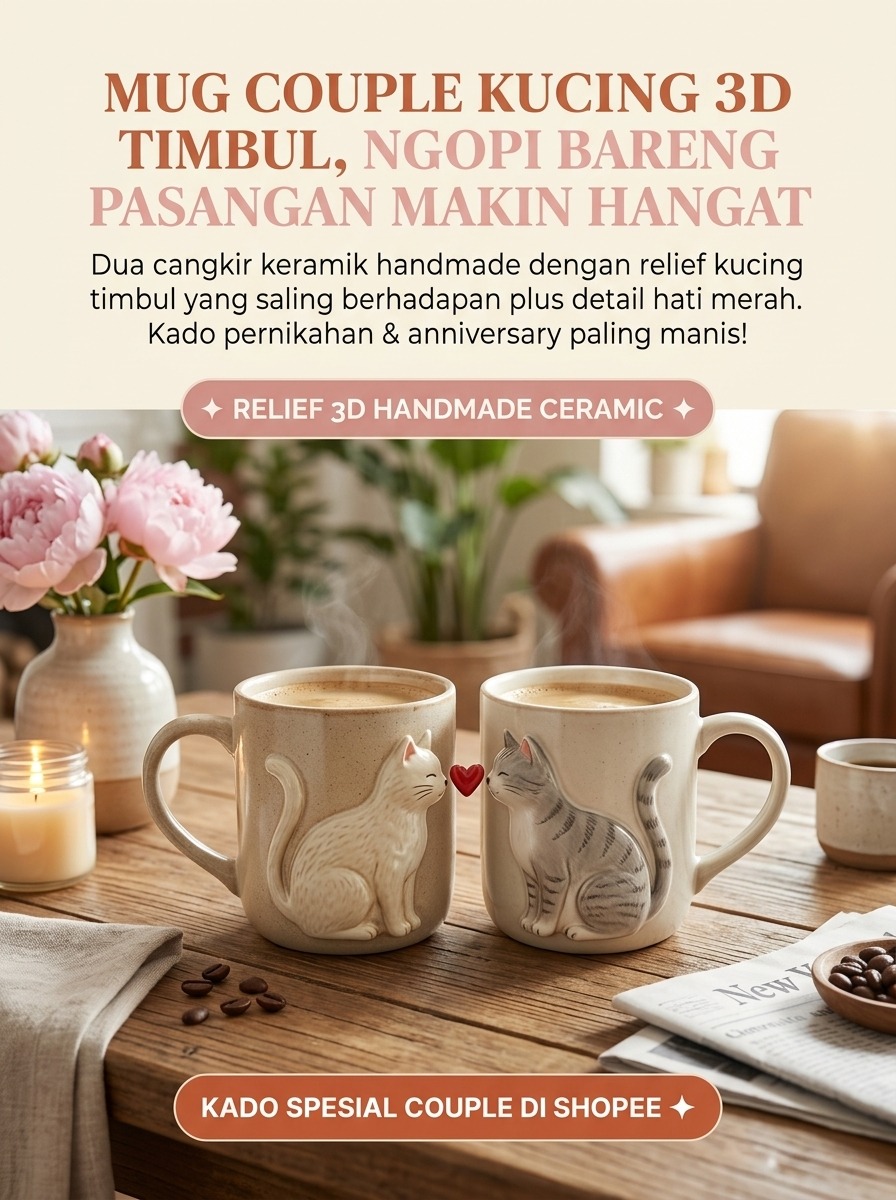 MUG COUPLE KUCING 3D
TIMBUL, NGOPI BARENG
PASANGAN MAKIN HANGAT
Dua cangkir keramik handmade dengan relief kucing
timbul yang saling berhadapan plus detail hati merah.
Kado pernikahan & anniversary paling manis!
✦ RELIEF 3D HANDMADE CERAMIC ✦
New
KADO SPESIAL COUPLE DI SHOPEE ✦